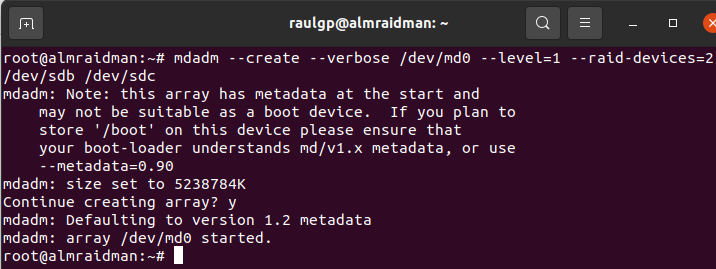 raulgp@almraidman: ~
root@almraidman:~# mdadm --create --verbose /dev/md0 --level=1 --raid-devices=2
/dev/sdb /dev/sdc
mdadm: Note: this array has metadata at the start and
    may not be suitable as a boot device.  If you plan to
    store '/boot' on this device please ensure that
    your boot-loader understands md/v1.x metadata, or use
    --metadata=0.90
mdadm: size set to 5238784K
Continue creating array? y
mdadm: Defaulting to version 1.2 metadata
mdadm: array /dev/md0 started.
root@almraidman:~#